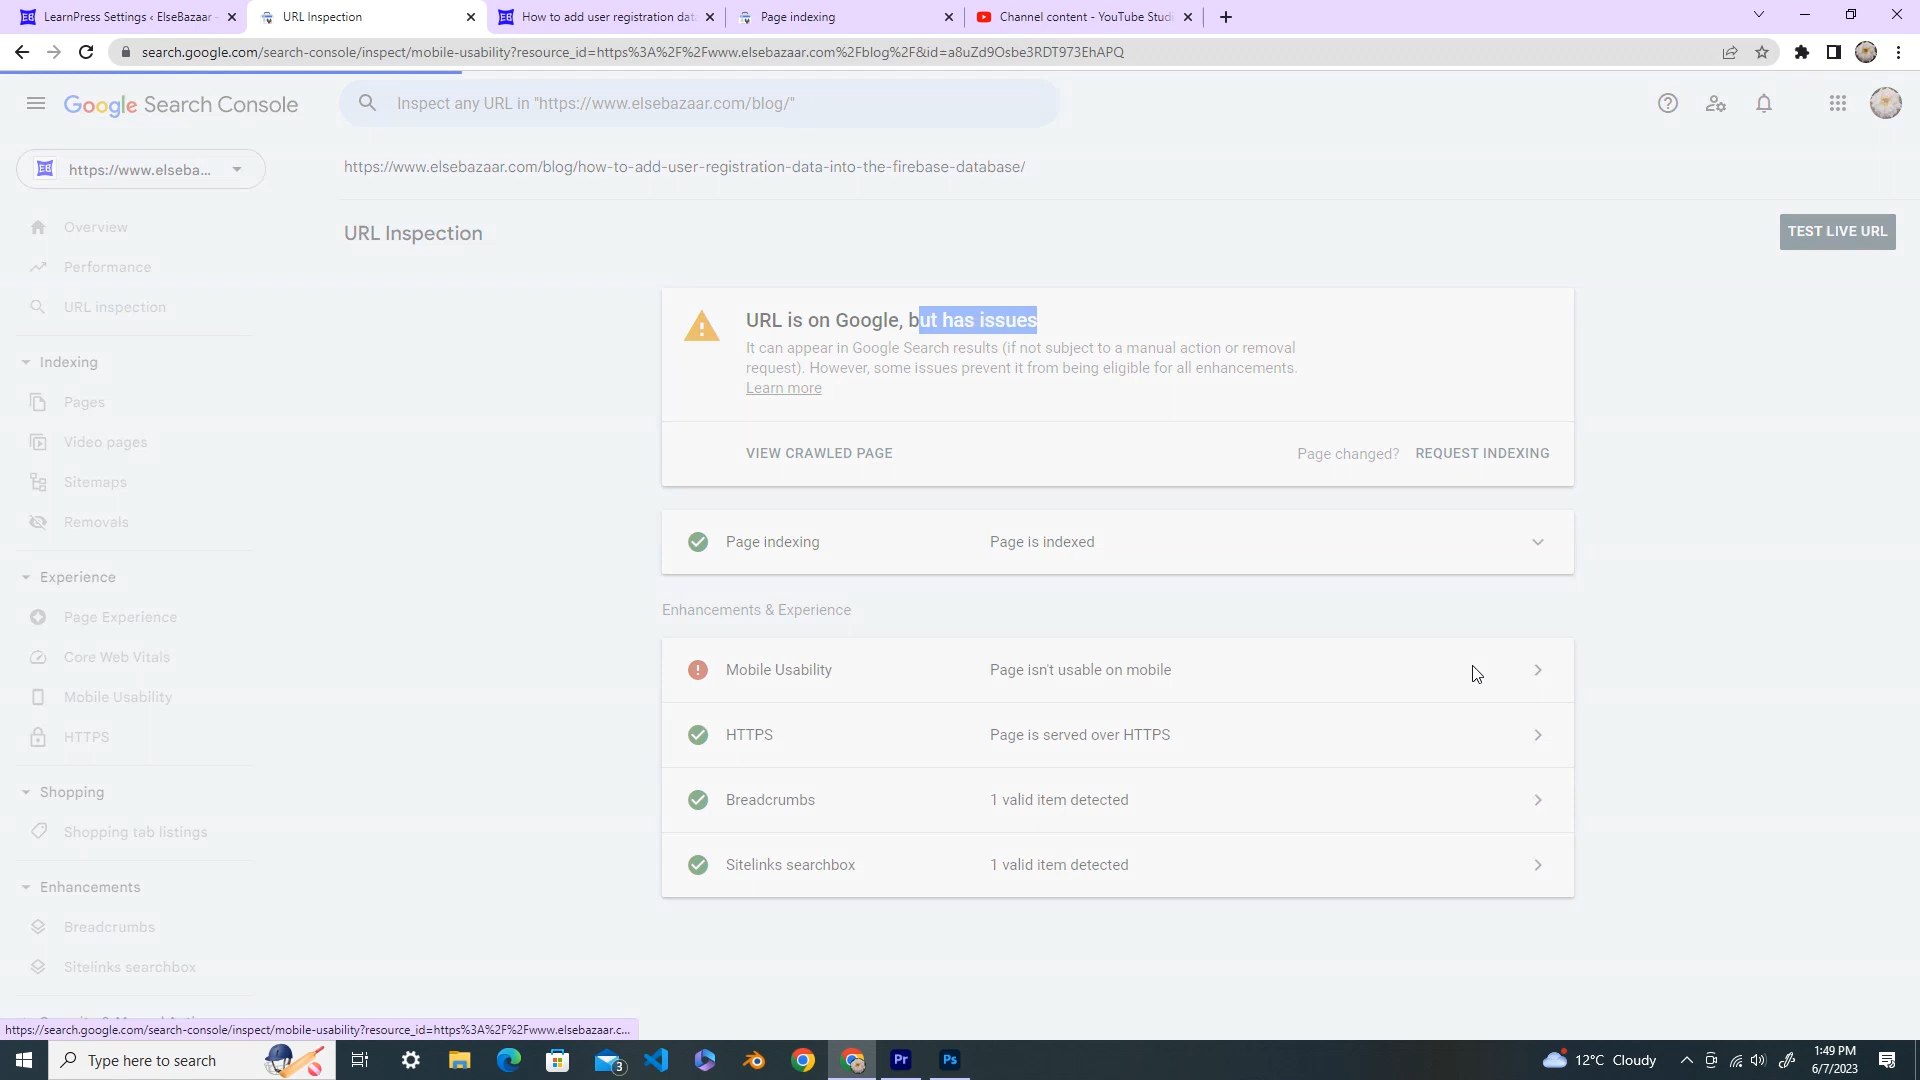 LearnPress Settings ‹ ElseBazaar -
URL Inspection
How to add user registration dat
Page indexing
Channel content - YouTube Studi
search.google.com/search-console/inspect/mobile-usability?resource_id=https%3A%2F%2Fwww.elsebazaar.com%2Fblog%2F&id=a8uZd9Osbe3RDT973EhAPQ
Google Search Console
Inspect any URL in "https://www.elsebazaar.com/blog/"
EB
https://www.elseba...
https://www.elsebazaar.com/blog/how-to-add-user-registration-data-into-the-firebase-database/
Overview
Performance
URL inspection
Indexing
Pages
Video pages
Sitemaps
Removals
Experience
Page Experience
Core Web Vitals
Mobile Usability
HTTPS
Shopping
Shopping tab listings
Enhancements
Breadcrumbs
Sitelinks searchbox
URL Inspection
TEST LIVE URL
URL is on Google, but has issues
It can appear in Google Search results (if not subject to a manual action or removal
request). However, some issues prevent it from being eligible for all enhancements.
Learn more
VIEW CRAWLED PAGE
Page changed? REQUEST INDEXING
Page indexing Page is indexed
Enhancements & Experience
Mobile Usability Page isn't usable on mobile
HTTPS Page is served over HTTPS
Breadcrumbs 1 valid item detected
Sitelinks searchbox 1 valid item detected
https://search.google.com/search-console/inspect/mobile-usability?resource_id=https%3A%2F%2Fwww.elsebazaar.c...
Type here to search
3
Pr
Ps
12°C Cloudy
1:49 PM
6/7/2023